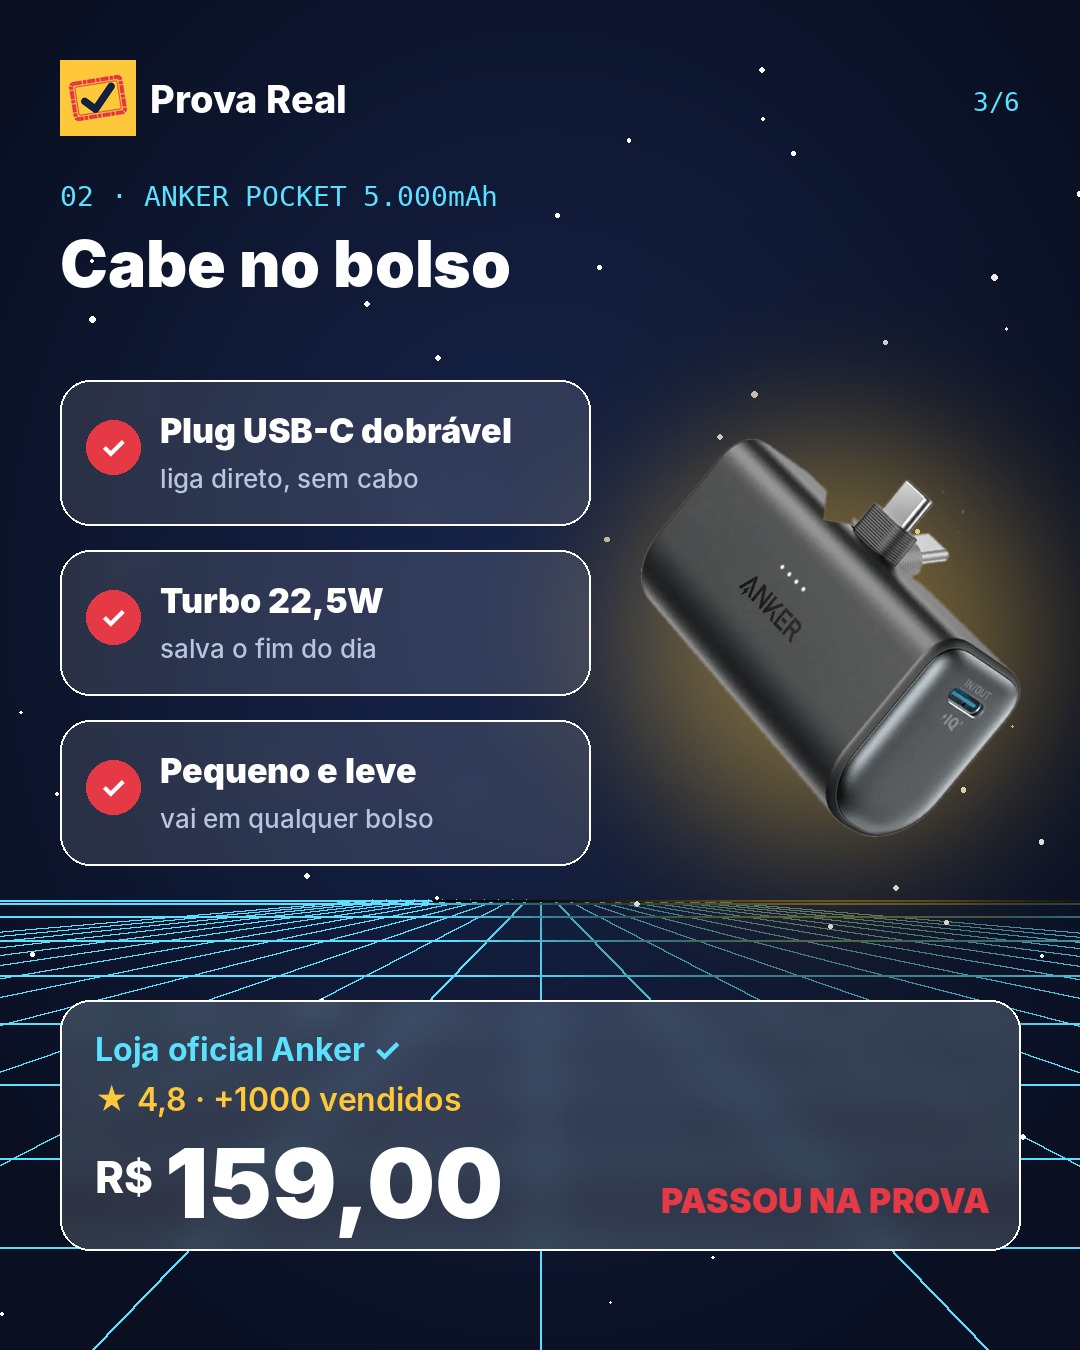 Prova Real
3/6
02 · ANKER POCKET 5.000mAh
Cabe no bolso
Plug USB-C dobrável
liga direto, sem cabo
Turbo 22,5W
salva o fim do dia
Pequeno e leve
vai em qualquer bolso
ANKER
IN/OUT
IQ
Loja oficial Anker ✓
★ 4,8 · +1000 vendidos
R$ 159,00
PASSOU NA PROVA